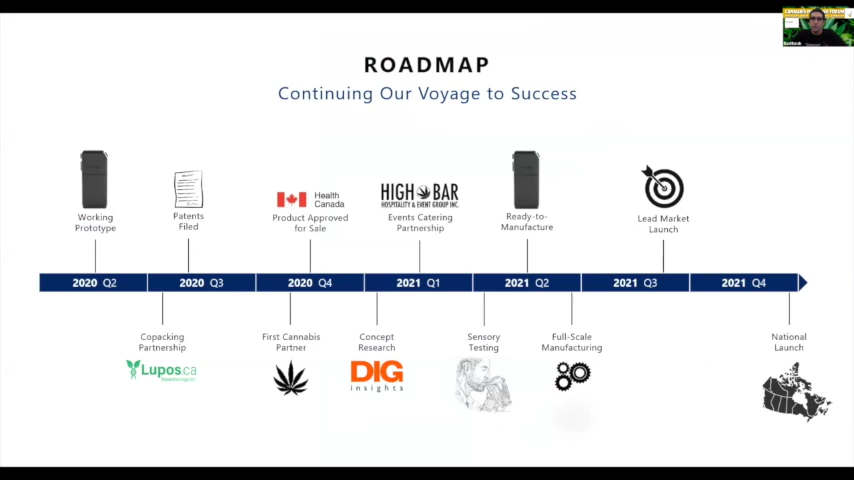 ROADMAP
Continuing Our Voyage to Success
Working
Prototype
Patents
Filed
Health
Canada
Product Approved
for Sale
HIGH BAR
HOSPITALITY & EVENT GROUP INC.
Events Catering
Partnership
Ready-to-
Manufacture
Lead Market
Launch
2020 Q2
2020 Q3
2020 Q4
2021 Q1
2021 Q2
2021 Q3
2021 Q4
Copacking
Partnership
Lupos.ca
First Cannabis
Partner
Concept
Research
DIG
insights
Sensory
Testing
Full-Scale
Manufacturing
National
Launch